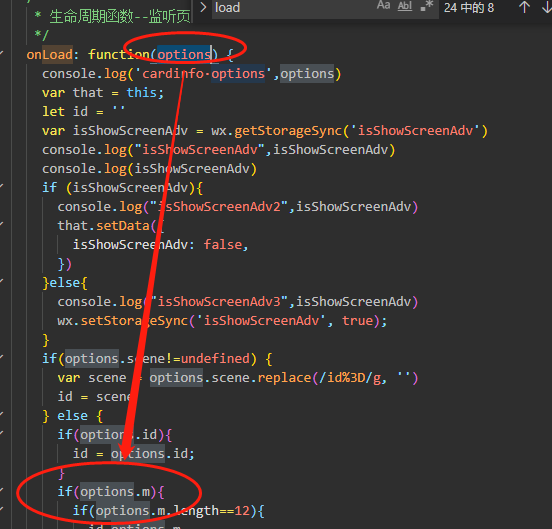 * 生命周期函数--监听页
load
Aa Abl .* 24 中的 8
*/
onLoad: function(options) {
console.log('cardinfo·options',options)
var that = this;
let id = ''
var isShowScreenAdv = wx.getStorageSync('isShowScreenAdv')
console.log("isShowScreenAdv",isShowScreenAdv)
console.log(isShowScreenAdv)
if (isShowScreenAdv){
console.log("isShowScreenAdv2",isShowScreenAdv)
that.setData({
isShowScreenAdv: false,
})
}else{
console.log("isShowScreenAdv3",isShowScreenAdv)
wx.setStorageSync('isShowScreenAdv', true);
}
if(options.scene!=undefined) {
var scene = options.scene.replace(/id%3D/g, '')
id = scene
} else {
if(options.id){
id = options.id;
}
if(options.m){
if(options.m.length==12){